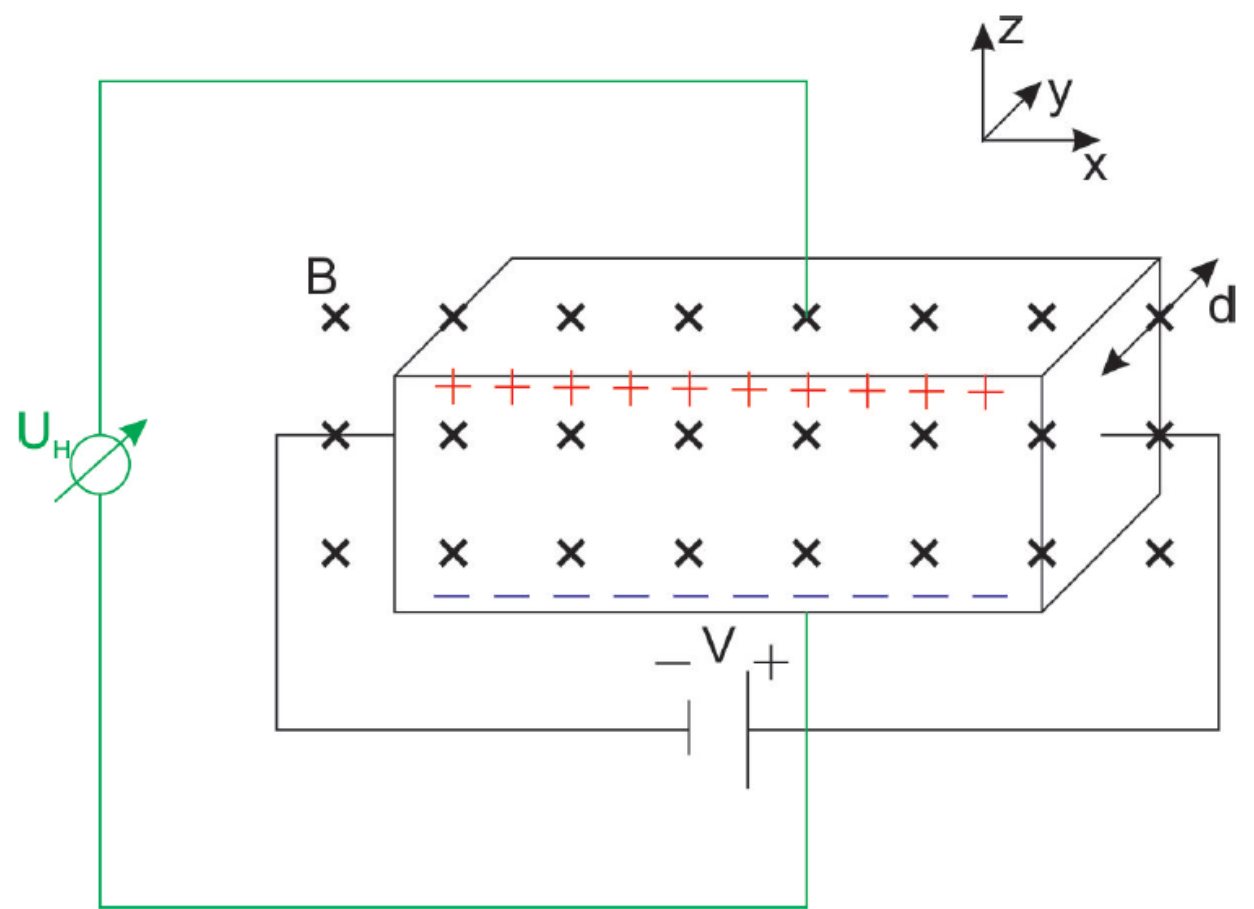 z
y
x
B
d
+ + + + + + + + + +
U_H
− − − − − − − − − −
− V +